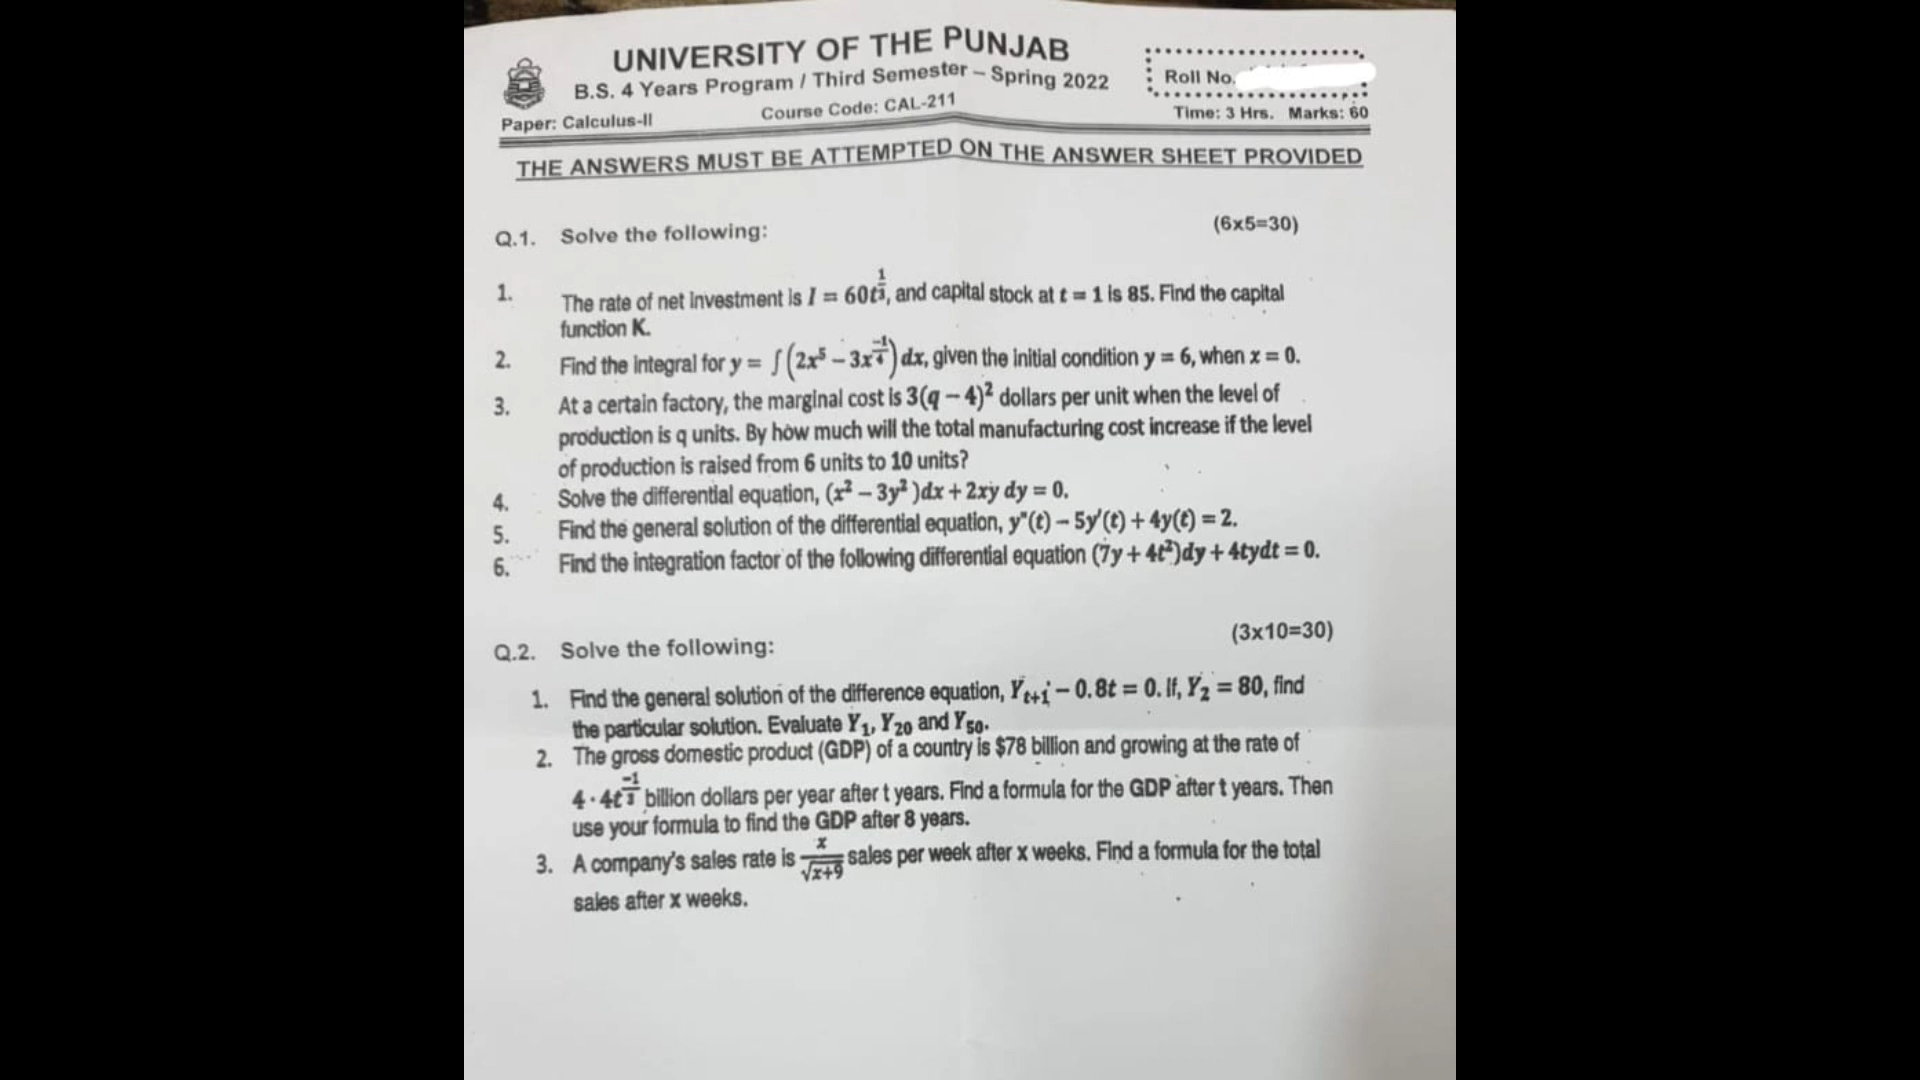 UNIVERSITY OF THE PUNJAB
B.S. 4 Years Program / Third Semester – Spring 2022
Roll No.
Paper: Calculus-II
Course Code: CAL-211
Time: 3 Hrs. Marks: 60
THE ANSWERS MUST BE ATTEMPTED ON THE ANSWER SHEET PROVIDED
Q.1. Solve the following: (6x5=30)
1. The rate of net investment is I = 60t^(1/3), and capital stock at t = 1 is 85. Find the capital
function K.
2. Find the integral for y = ∫(2x⁵ – 3x^(-1/4)) dx, given the initial condition y = 6, when x = 0.
3. At a certain factory, the marginal cost is 3(q – 4)² dollars per unit when the level of
production is q units. By how much will the total manufacturing cost increase if the level
of production is raised from 6 units to 10 units?
4. Solve the differential equation, (x² – 3y²)dx + 2xy dy = 0.
5. Find the general solution of the differential equation, y"(t) – 5y'(t) + 4y(t) = 2.
6. Find the integration factor of the following differential equation (7y + 4t²)dy + 4tydt = 0.
Q.2. Solve the following: (3x10=30)
1. Find the general solution of the difference equation, Yₜ₊₁ – 0.8t = 0. If, Y₂ = 80, find
the particular solution. Evaluate Y₁, Y₂₀ and Y₅₀.
2. The gross domestic product (GDP) of a country is $78 billion and growing at the rate of
4·4t^(-1/3) billion dollars per year after t years. Find a formula for the GDP after t years. Then
use your formula to find the GDP after 8 years.
3. A company's sales rate is x/√x+9 sales per week after x weeks. Find a formula for the total
sales after x weeks.